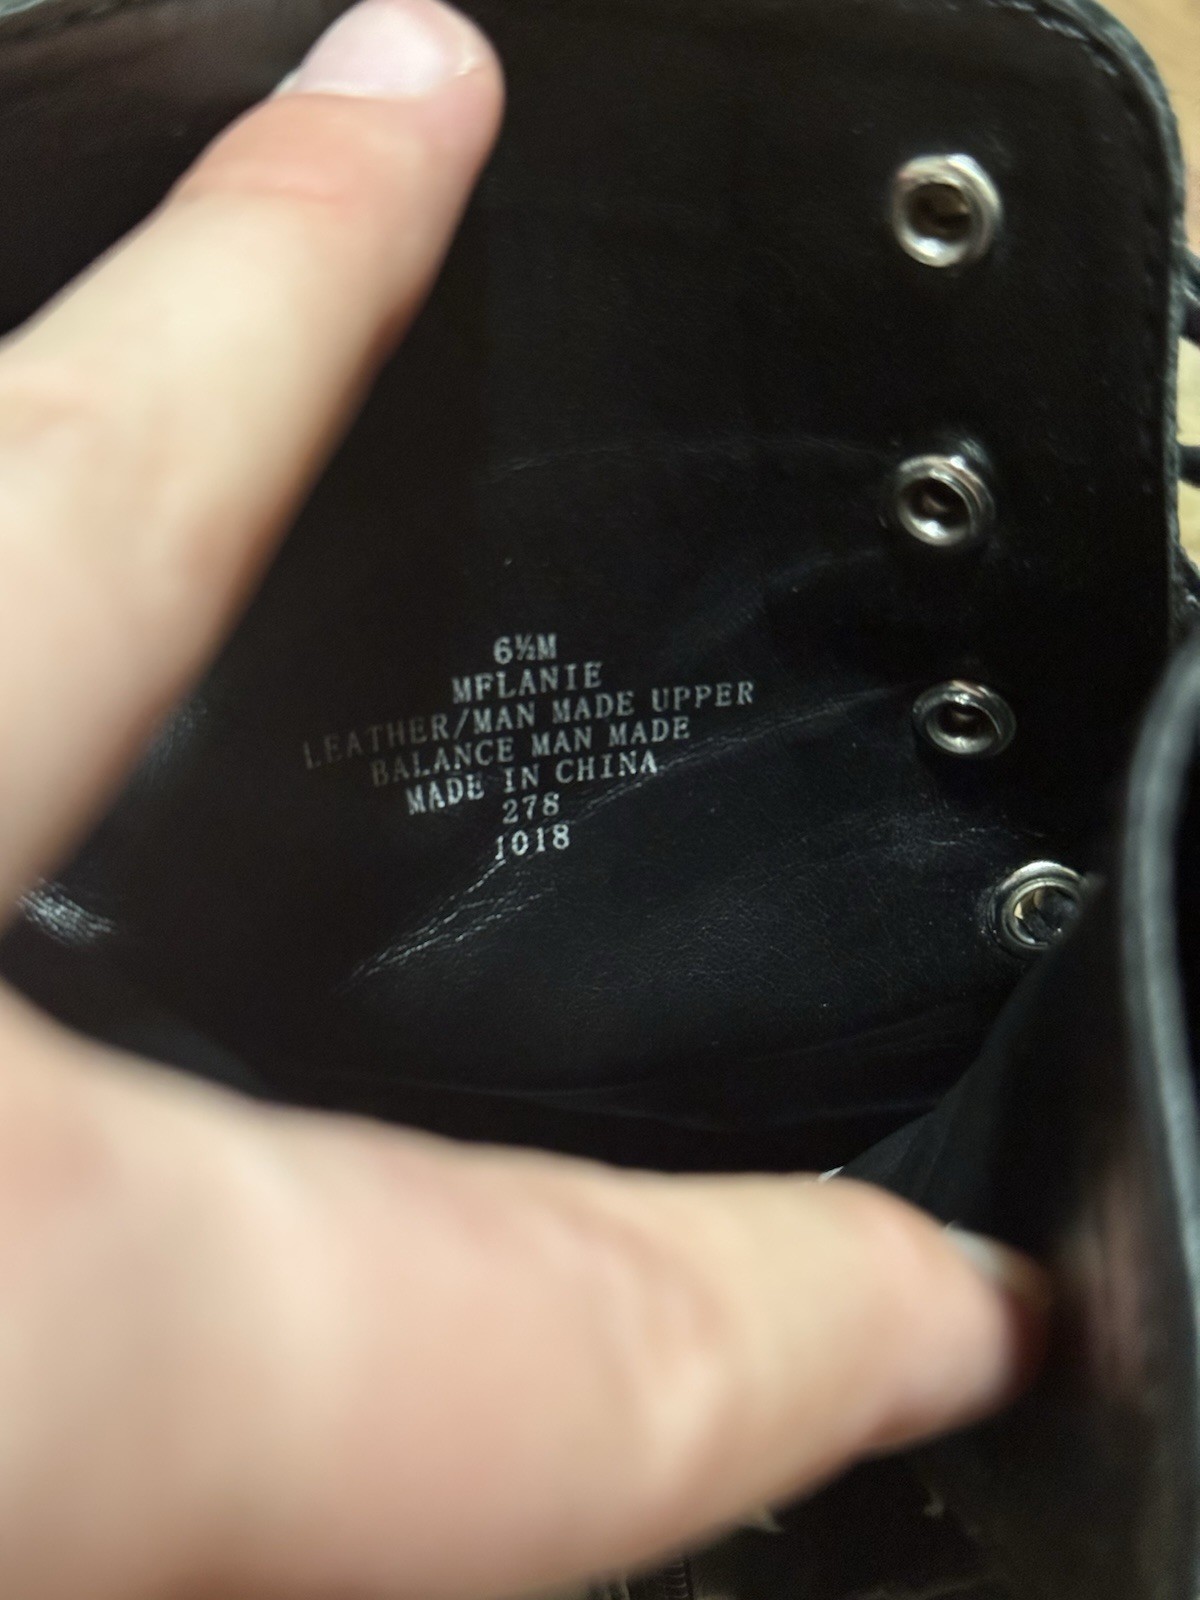 6½M
MFLANIE
LEATHER/MAN MADE UPPER
BALANCE MAN MADE
MADE IN CHINA
278
1018